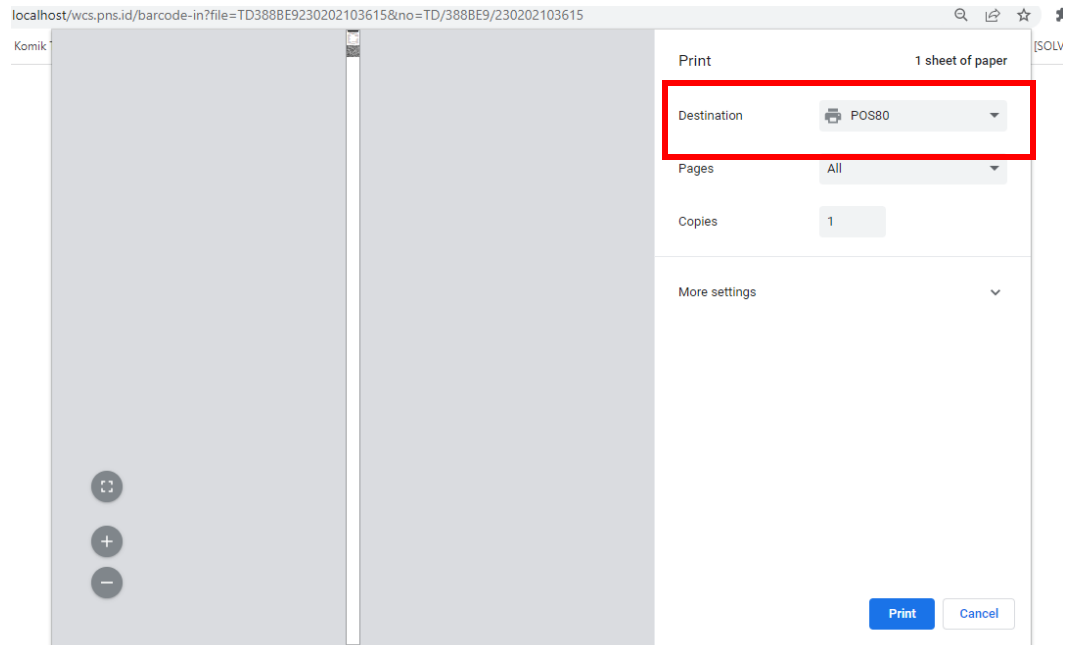 localhost/wcs.pns.id/barcode-in?file=TD388BE9230202103615&no=TD/388BE9/230202103615
Komik
[SOLV
Print 1 sheet of paper
Destination POS80
Pages All
Copies 1
More settings
Print Cancel